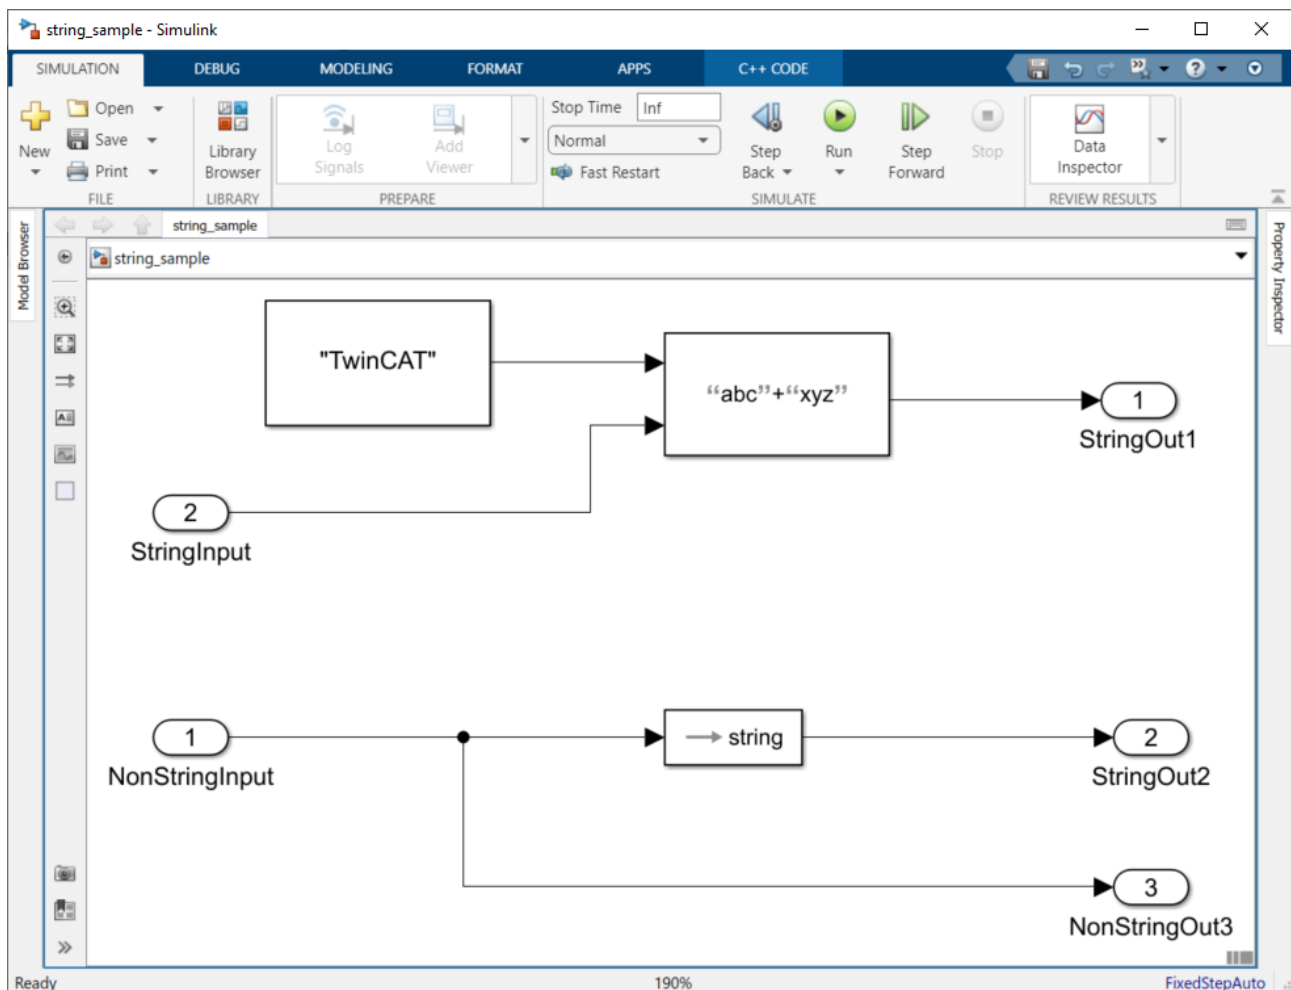 string_sample - Simulink
SIMULATION DEBUG MODELING FORMAT APPS C++ CODE
New
Open
Save
Print
FILE
Library
Browser
LIBRARY
Log
Signals
Add
Viewer
PREPARE
Stop Time Inf
Normal
Fast Restart
Step
Back
Run
Step
Forward
Stop
SIMULATE
Data
Inspector
REVIEW RESULTS
Model Browser
string_sample
string_sample
Property Inspector
"TwinCAT"
“abc”+“xyz”
1
StringOut1
2
StringInput
1
NonStringInput
string
2
StringOut2
3
NonStringOut3
Ready 190% FixedStepAuto